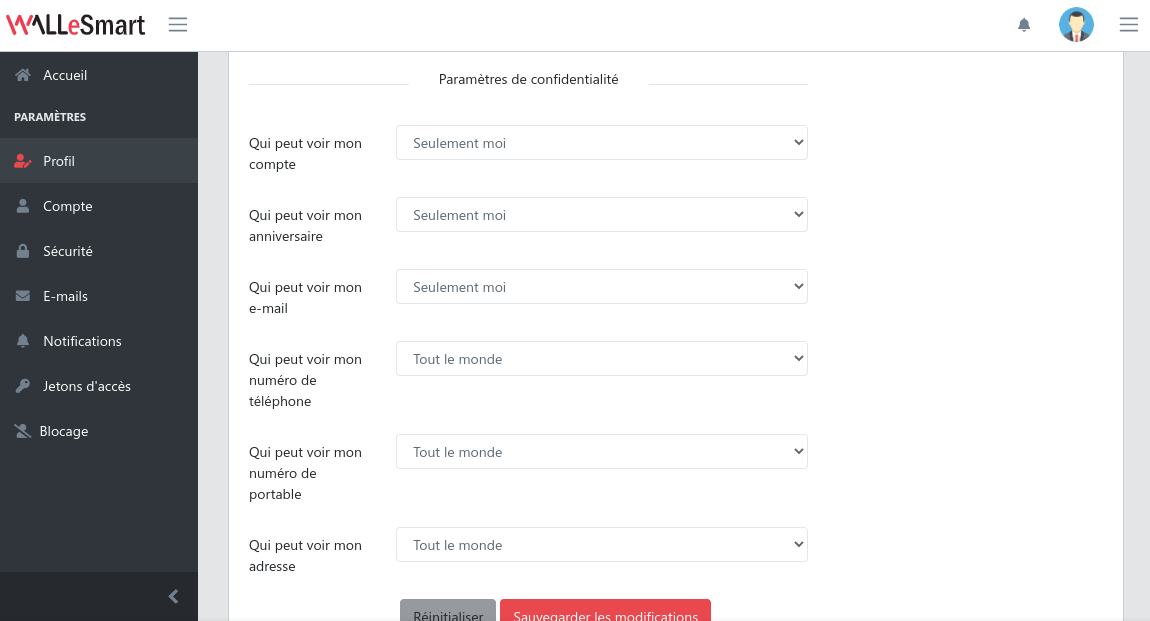 WALLeSmart
Accueil
PARAMÈTRES
Profil
Compte
Sécurité
E-mails
Notifications
Jetons d'accès
Blocage
Paramètres de confidentialité
Qui peut voir mon
compte
Seulement moi
Qui peut voir mon
anniversaire
Seulement moi
Qui peut voir mon
e-mail
Seulement moi
Qui peut voir mon
numéro de
téléphone
Tout le monde
Qui peut voir mon
numéro de
portable
Tout le monde
Qui peut voir mon
adresse
Tout le monde
Réinitialiser
Sauvegarder les modifications